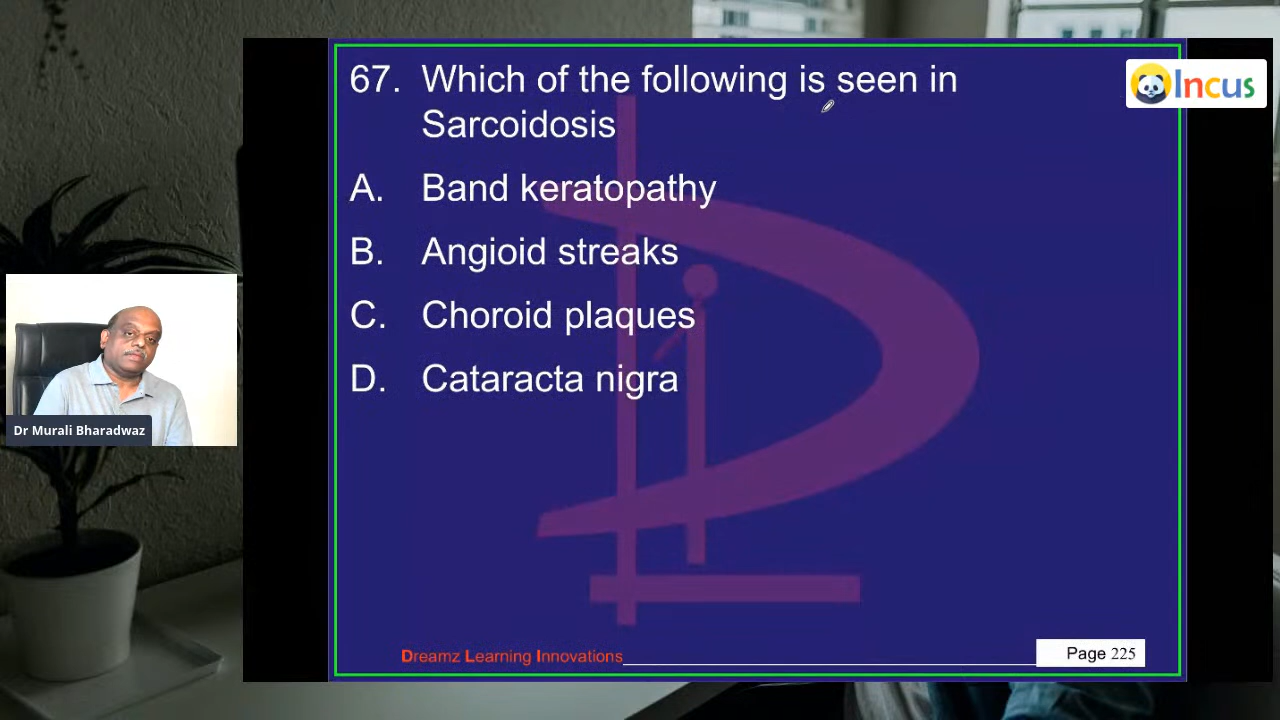 67. Which of the following is seen in
Sarcoidosis
A. Band keratopathy
B. Angioid streaks
C. Choroid plaques
D. Cataracta nigra
Incus
Dr Murali Bharadwaz
Dreamz Learning Innovations
Page 225